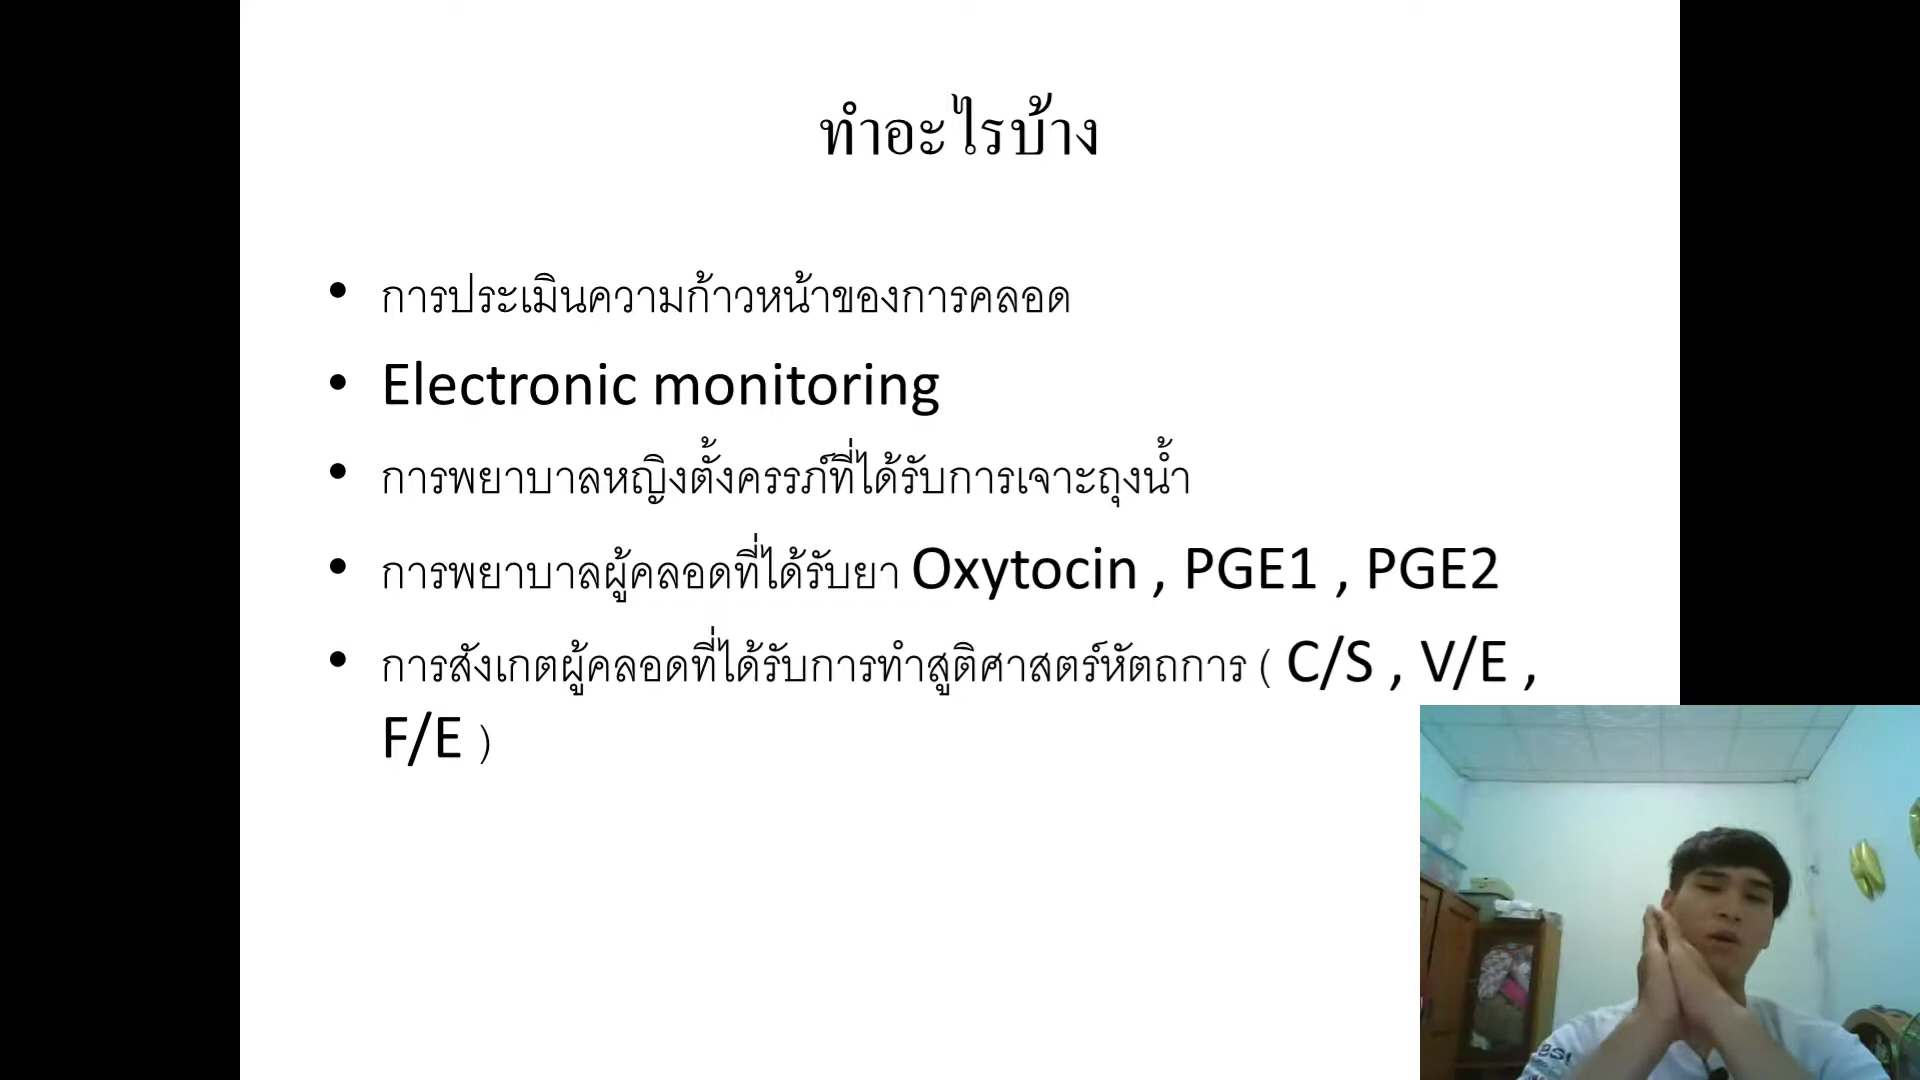 ทำอะไรบ้าง
• การประเมินความก้าวหน้าของการคลอด
• Electronic monitoring
• การพยาบาลหญิงตั้งครรภ์ที่ได้รับการเจาะถุงน้ำ
• การพยาบาลผู้คลอดที่ได้รับยา Oxytocin , PGE1 , PGE2
• การสังเกตผู้คลอดที่ได้รับการทำสูติศาสตร์หัตถการ ( C/S , V/E ,
F/E )